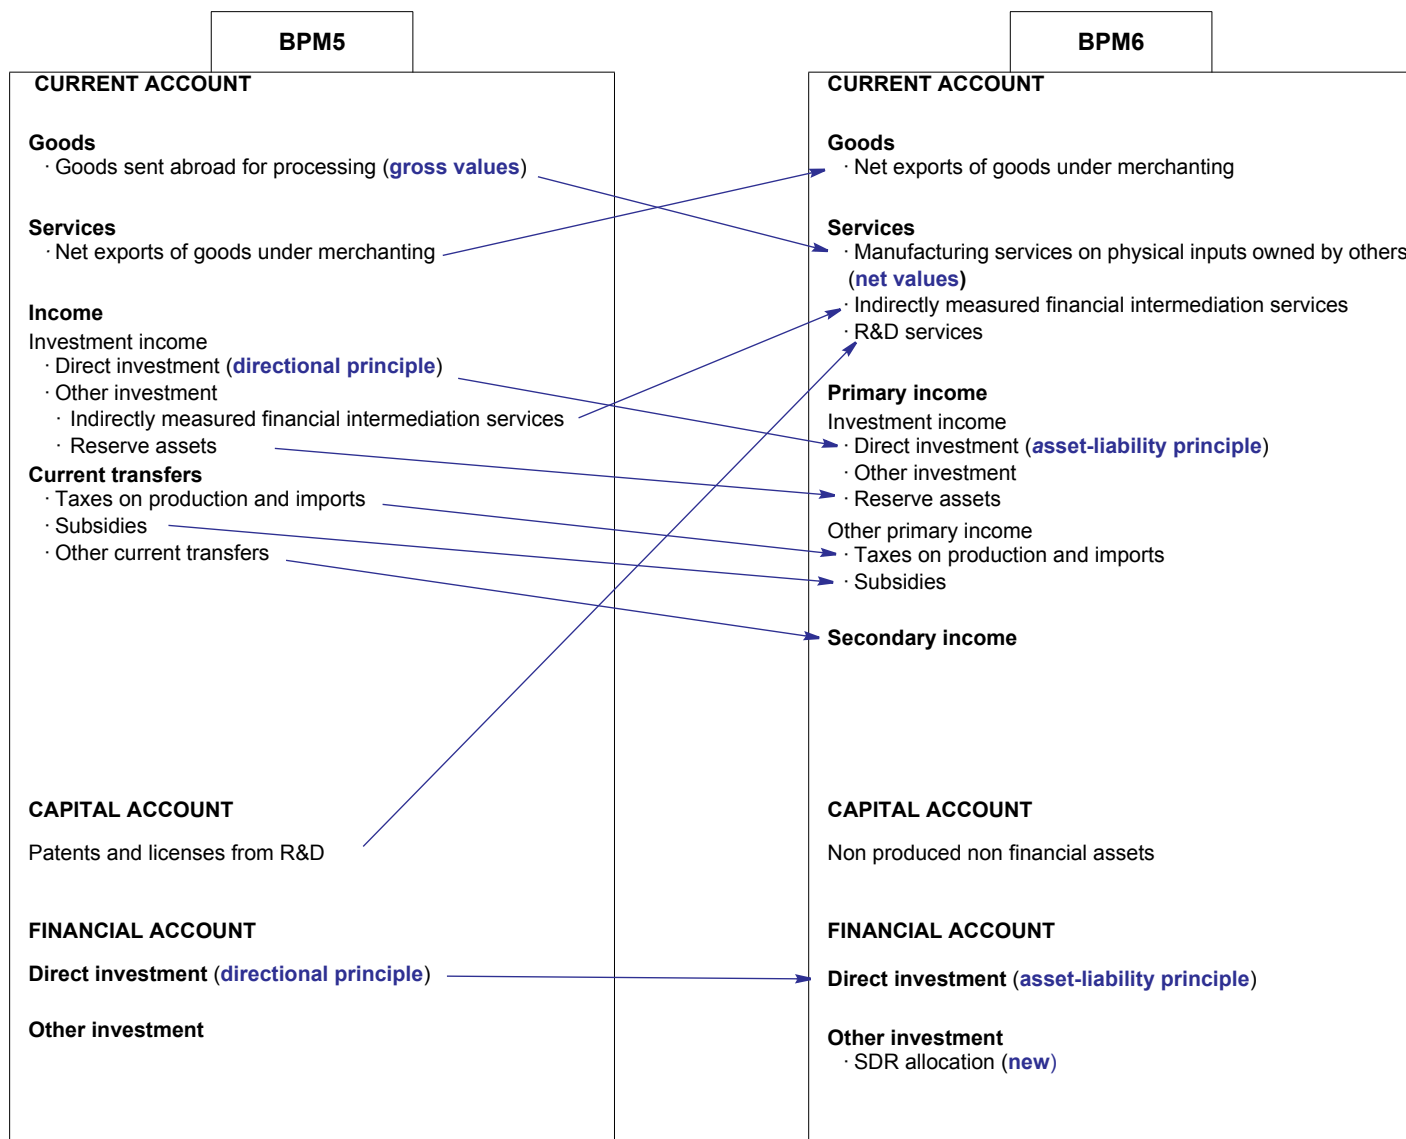 BPM5
CURRENT ACCOUNT
Goods
· Goods sent abroad for processing (gross values)
Services
· Net exports of goods under merchanting
Income
Investment income
· Direct investment (directional principle)
· Other investment
· Indirectly measured financial intermediation services
· Reserve assets
Current transfers
· Taxes on production and imports
· Subsidies
· Other current transfers
CAPITAL ACCOUNT
Patents and licenses from R&D
FINANCIAL ACCOUNT
Direct investment (directional principle)
Other investment
BPM6
CURRENT ACCOUNT
Goods
· Net exports of goods under merchanting
Services
· Manufacturing services on physical inputs owned by others
(net values)
· Indirectly measured financial intermediation services
· R&D services
Primary income
Investment income
· Direct investment (asset-liability principle)
· Other investment
· Reserve assets
Other primary income
· Taxes on production and imports
· Subsidies
Secondary income
CAPITAL ACCOUNT
Non produced non financial assets
FINANCIAL ACCOUNT
Direct investment (asset-liability principle)
Other investment
· SDR allocation (new)